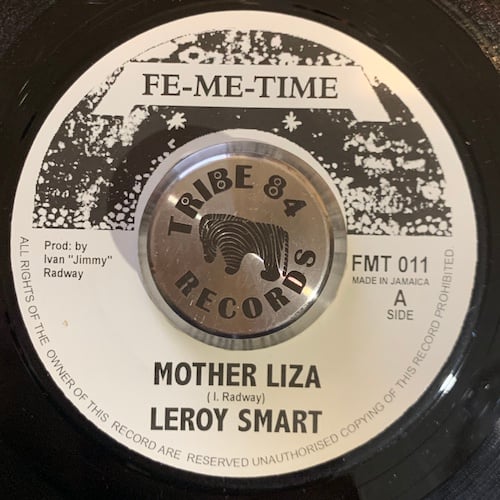 FE-ME-TIME
TRIBE 84
RECORDS
Prod: by
Ivan "Jimmy"
Radway
FMT 011
MADE IN JAMAICA
A
SIDE
MOTHER LIZA
( I. Radway)
LEROY SMART
ALL RIGHTS OF THE OWNER OF THIS RECORD ARE RESERVED UNAUTHORISED COPYING OF THIS RECORD PROHIBITED.